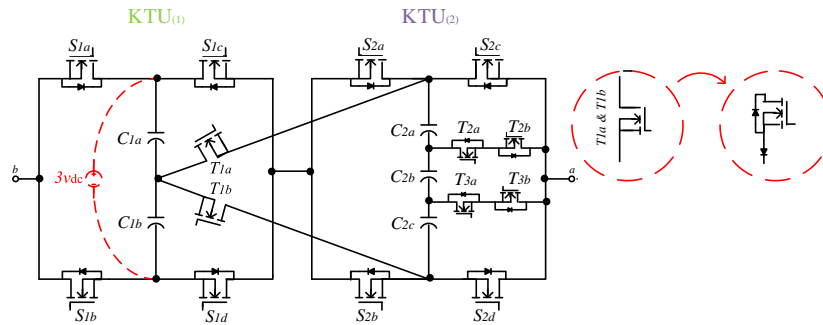 KTU(1) KTU(2)
S1a S1c S2a S2c
C1a T1a C2a T2a T2b T1a & T1b
b 3vdc T1b C2b T3a T3b a
C1b C2c
S1b S1d S2b S2d